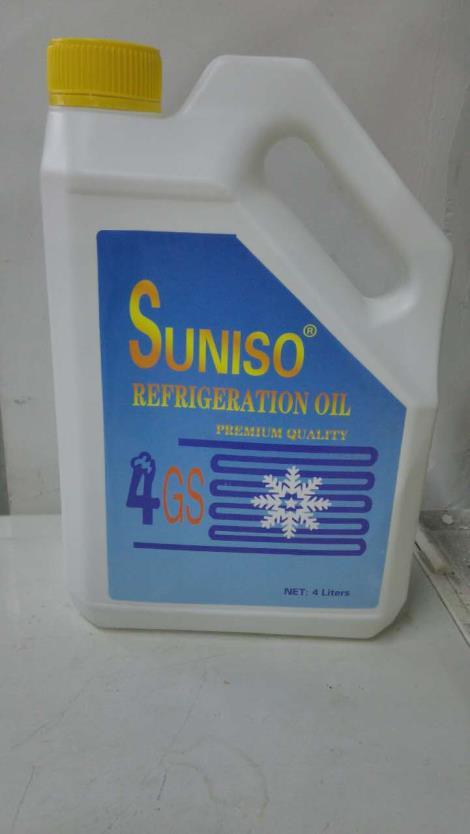 SUNISO®
REFRIGERATION OIL
PREMIUM QUALITY
4GS
NET: 4 Liters